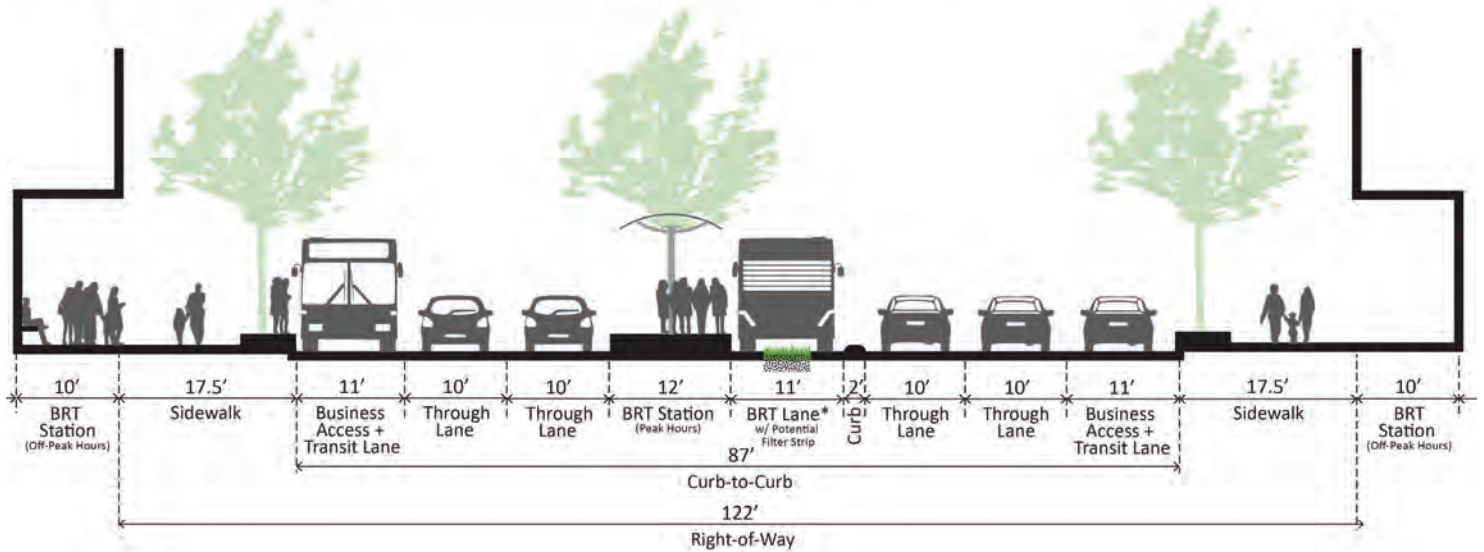 10’
BRT
Station
(Off-Peak Hours)
17.5’
Sidewalk
11’
Business
Access +
Transit Lane
10’
Through
Lane
10’
Through
Lane
12’
BRT Station
(Peak Hours)
11’
BRT Lane*
w/ Potential
Filter Strip
2’
Curb
10’
Through
Lane
10’
Through
Lane
11’
Business
Access +
Transit Lane
17.5’
Sidewalk
10’
BRT
Station
(Off-Peak Hours)
87’
Curb-to-Curb
122’
Right-of-Way